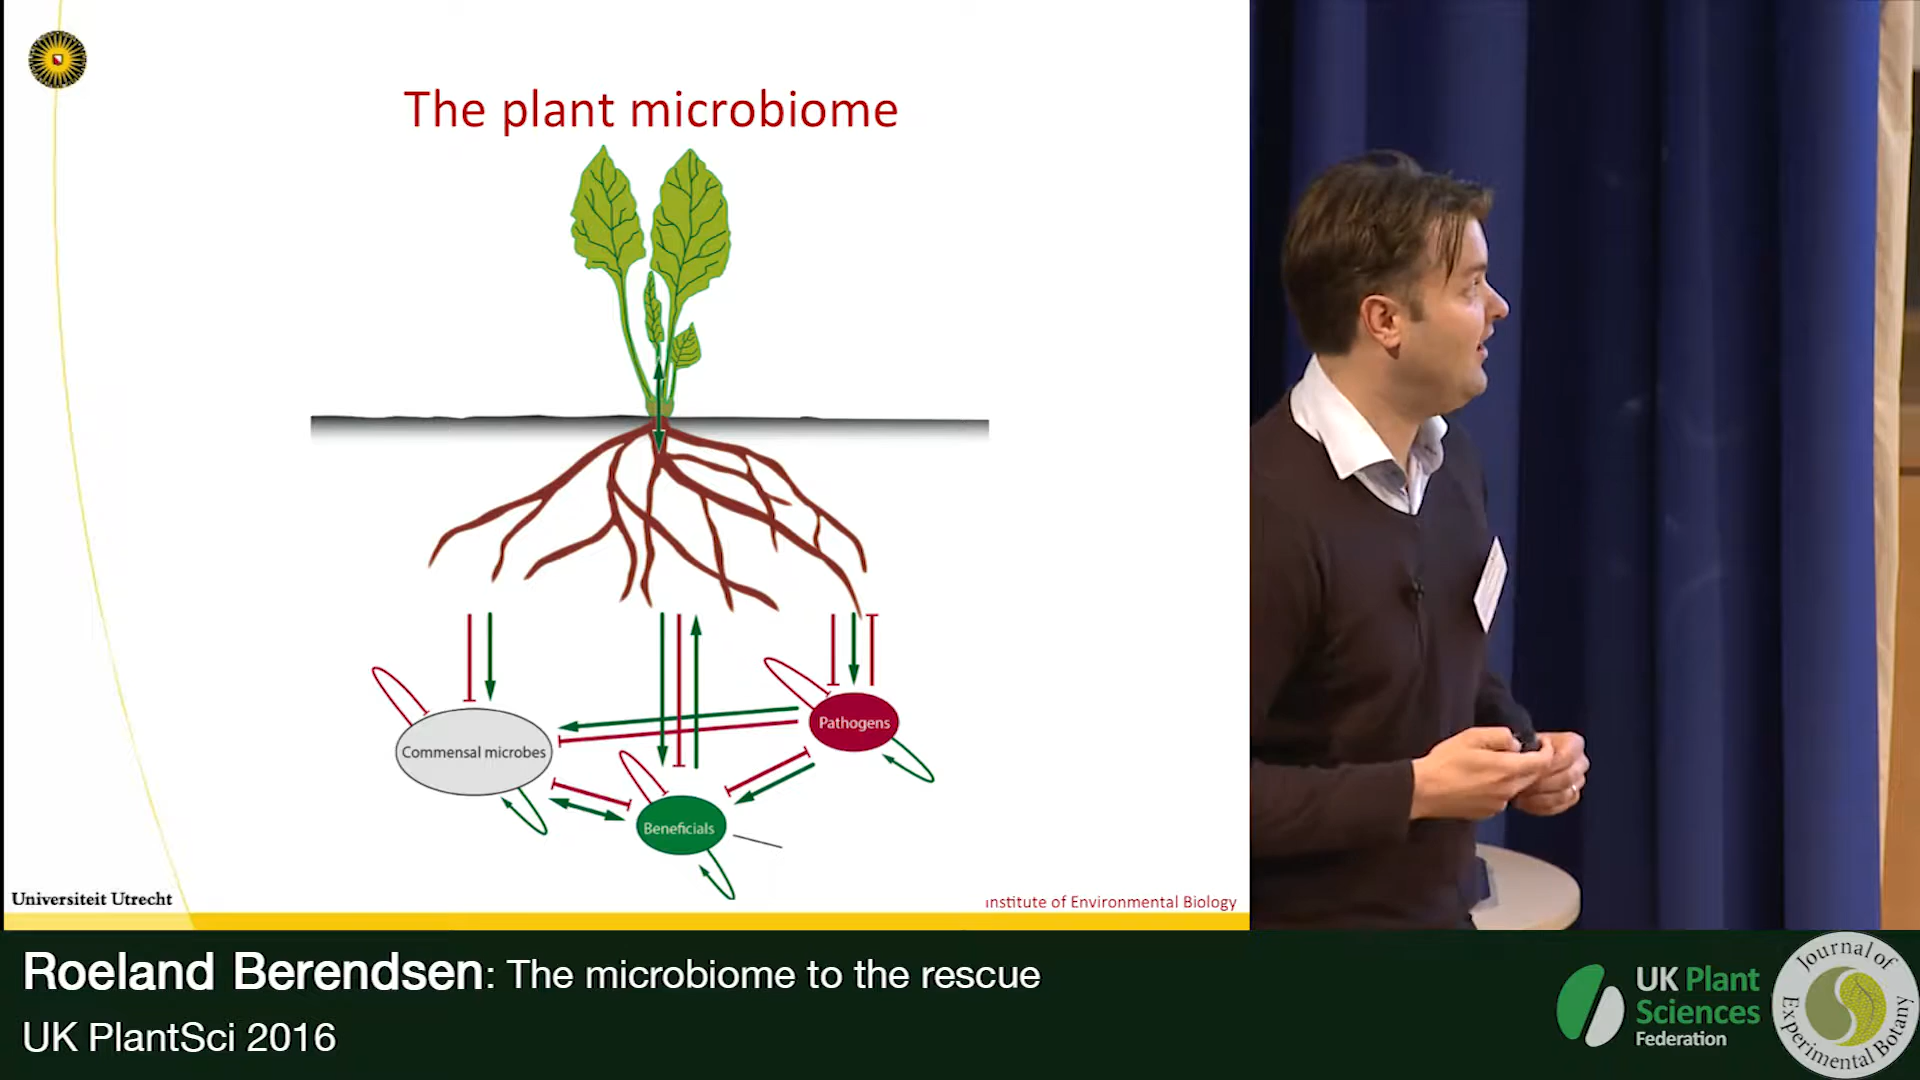 The plant microbiome
Pathogens
Commensal microbes
Beneficials
Universiteit Utrecht
Institute of Environmental Biology
Roeland Berendsen: The microbiome to the rescue
UK PlantSci 2016
UK Plant
Sciences
Federation
Journal of
Experimental Botany